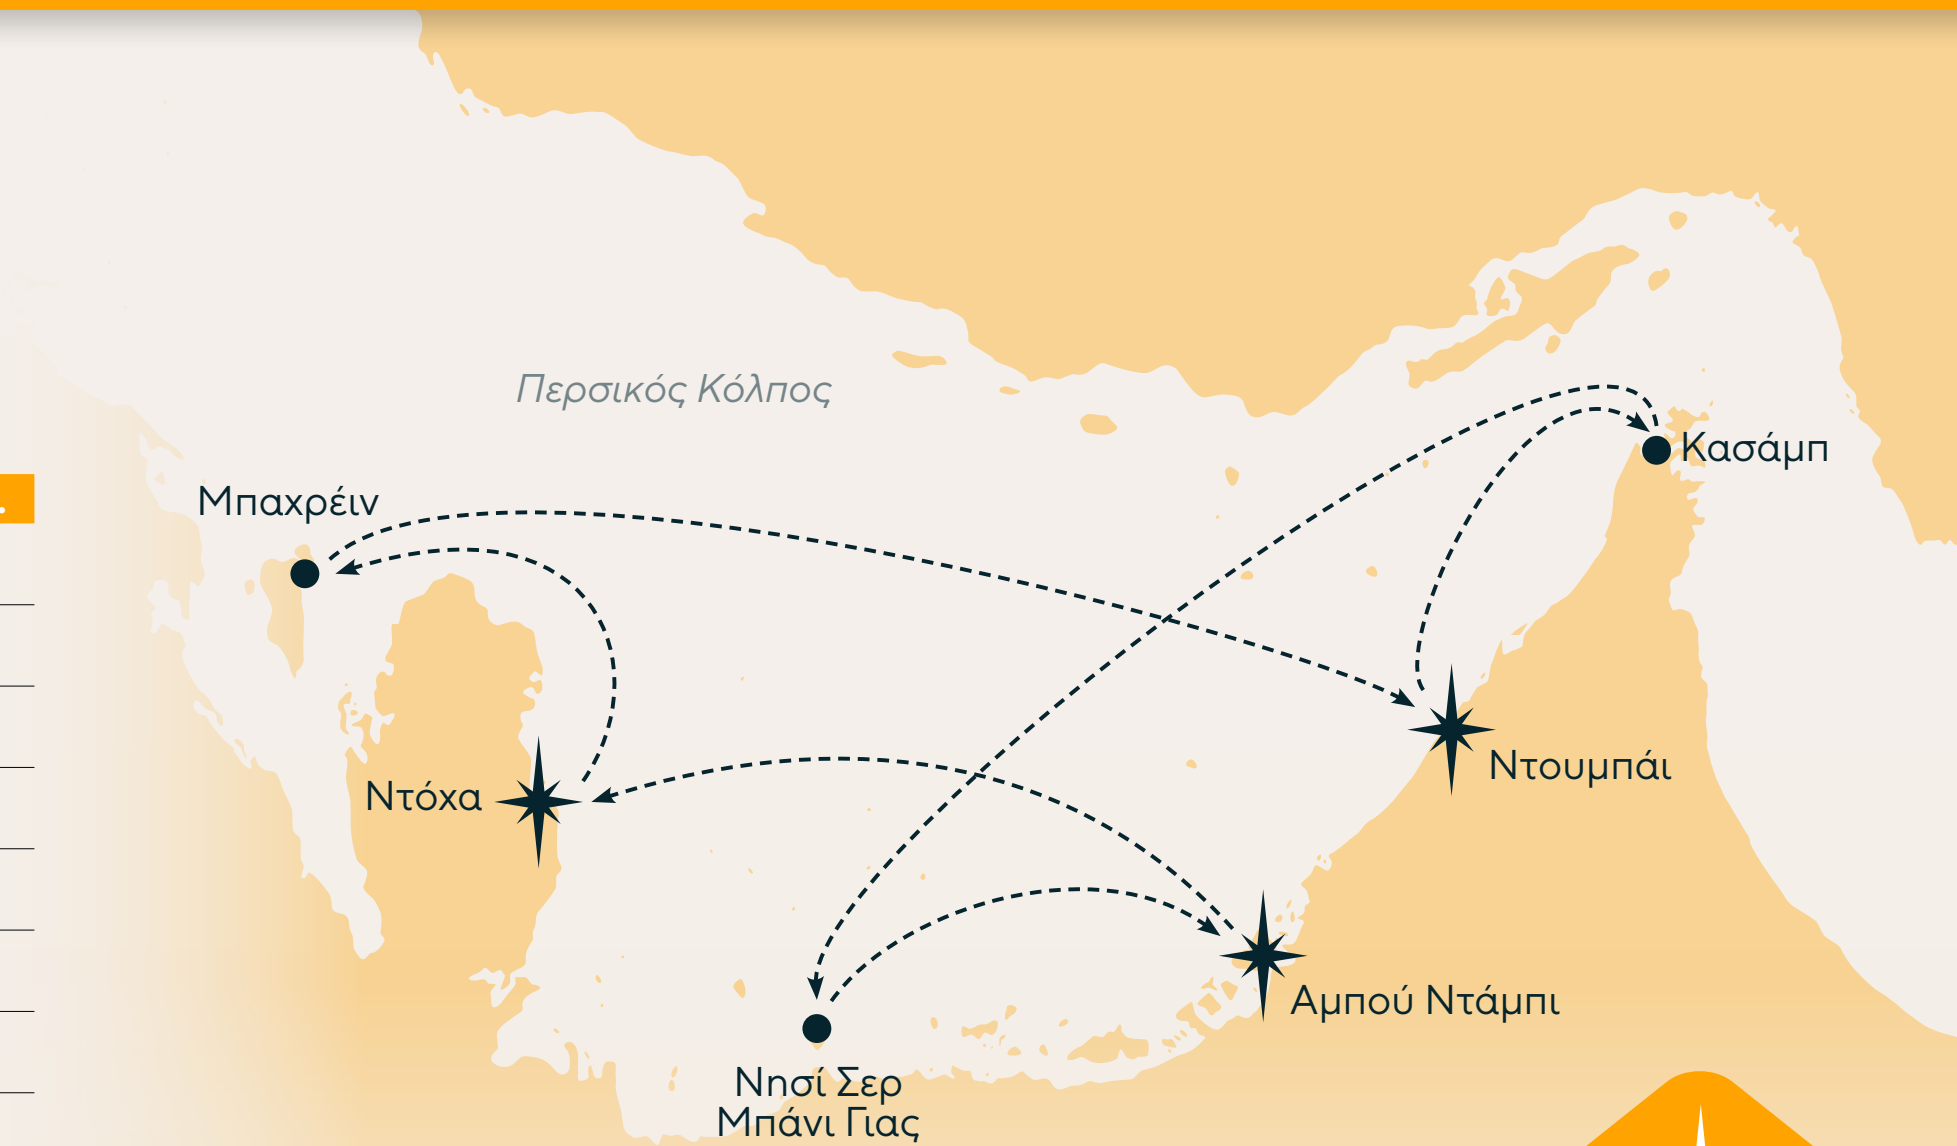 Περσικός Κόλπος
Κασάμπ
Μπαχρέιν
Ντουμπάι
Ντόχα
Αμπού Ντάμπι
Νησί Σερ
Μπάνι Γιας